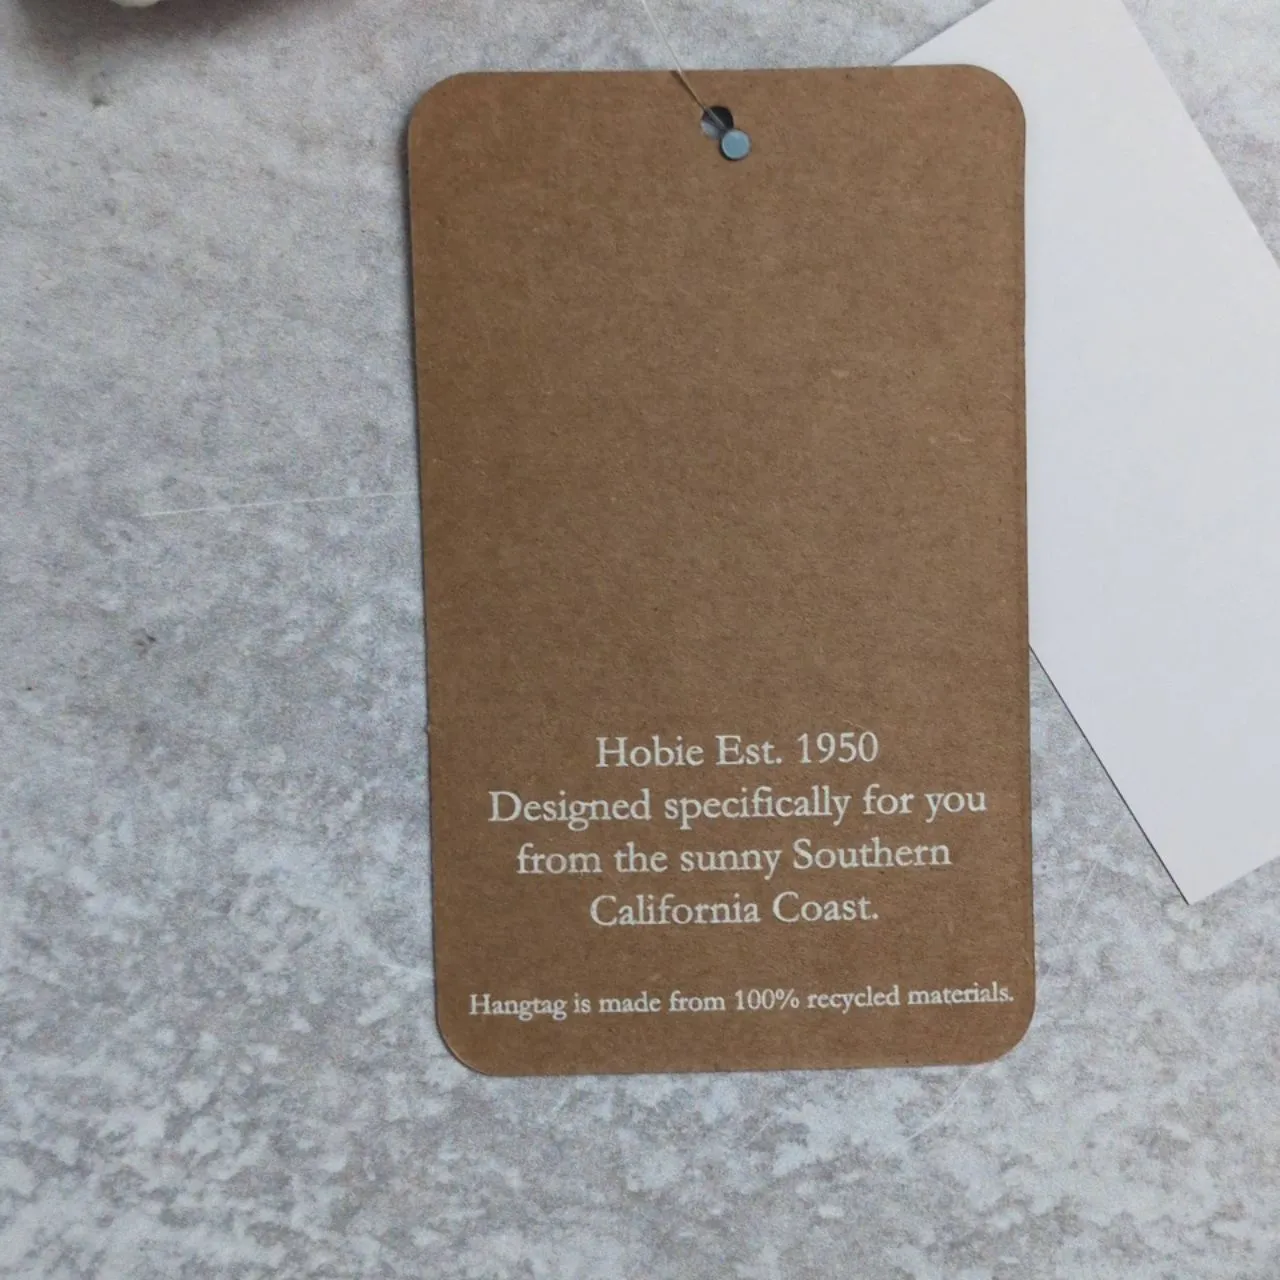 Hobie Est. 1950
Designed specifically for you
from the sunny Southern
California Coast.
Hangtag is made from 100% recycled materials.